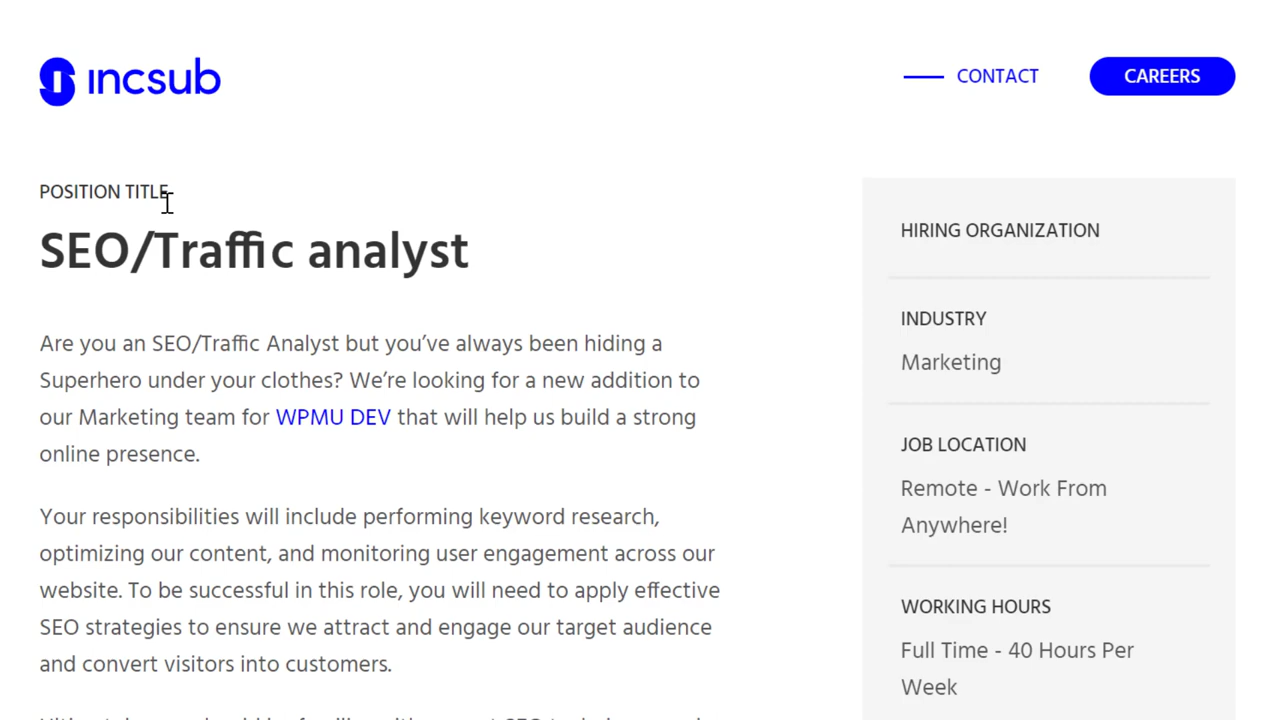 incsub
CONTACT
CAREERS
POSITION TITLE
SEO/Traffic analyst
Are you an SEO/Traffic Analyst but you’ve always been hiding a
Superhero under your clothes? We’re looking for a new addition to
our Marketing team for WPMU DEV that will help us build a strong
online presence.
Your responsibilities will include performing keyword research,
optimizing our content, and monitoring user engagement across our
website. To be successful in this role, you will need to apply effective
SEO strategies to ensure we attract and engage our target audience
and convert visitors into customers.
HIRING ORGANIZATION
INDUSTRY
Marketing
JOB LOCATION
Remote - Work From
Anywhere!
WORKING HOURS
Full Time - 40 Hours Per
Week